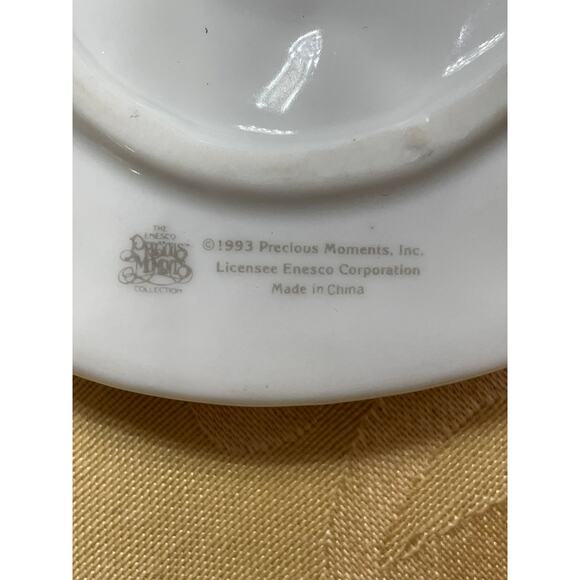 THE
ENESCO
Precious
Moments
COLLECTION
©1993 Precious Moments, Inc.
Licensee Enesco Corporation
Made in China